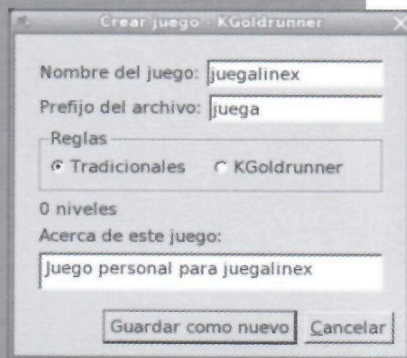 Crear juego - KGoldrunner
Nombre del juego: juegalinex
Prefijo del archivo: juega
Reglas
Tradicionales KGoldrunner
0 niveles
Acerca de este juego:
Juego personal para juegalinex
Guardar como nuevo Cancelar